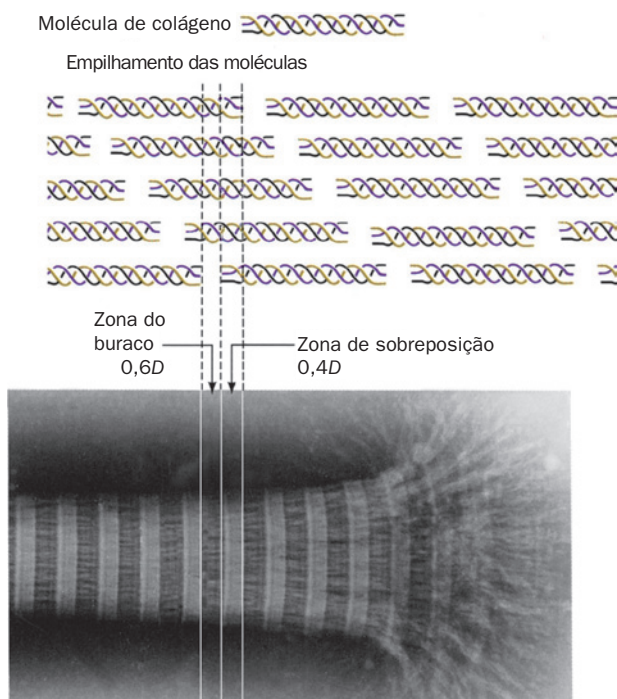 Molécula de colágeno
Empilhamento das moléculas
Zona do
buraco
0,6D
Zona de sobreposição
0,4D